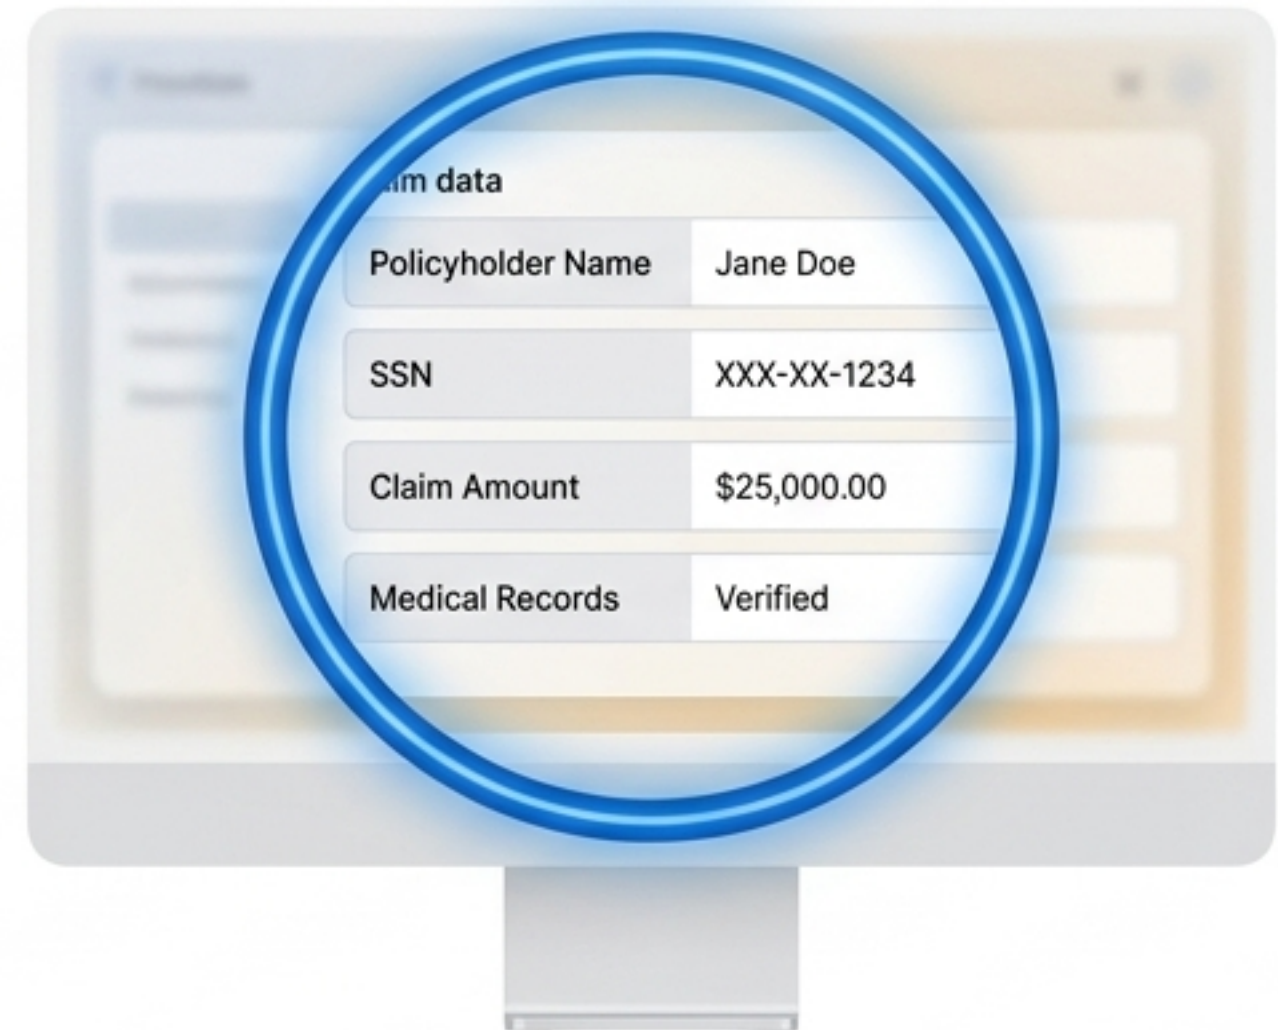 im data
Policyholder Name Jane Doe
SSN XXX-XX-1234
Claim Amount $25,000.00
Medical Records Verified